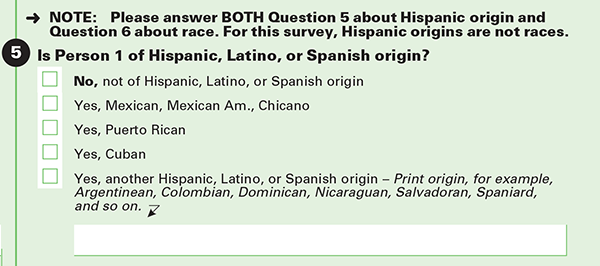 → NOTE: Please answer BOTH Question 5 about Hispanic origin and
Question 6 about race. For this survey, Hispanic origins are not races.
5 Is Person 1 of Hispanic, Latino, or Spanish origin?
No, not of Hispanic, Latino, or Spanish origin
Yes, Mexican, Mexican Am., Chicano
Yes, Puerto Rican
Yes, Cuban
Yes, another Hispanic, Latino, or Spanish origin – Print origin, for example,
Argentinean, Colombian, Dominican, Nicaraguan, Salvadoran, Spaniard,
and so on.